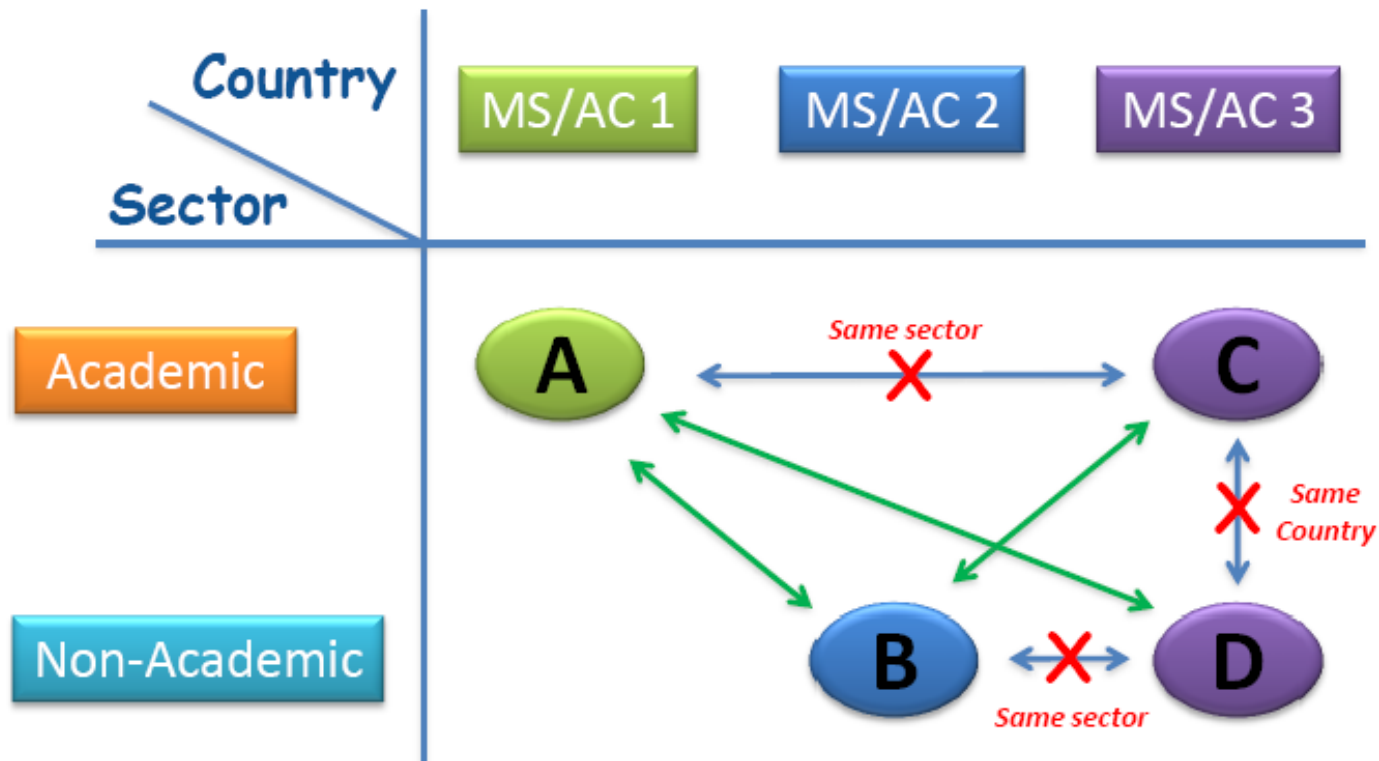 Country
MS/AC 1
MS/AC 2
MS/AC 3
Sector
Academic
A
Same sector
C
Same
Country
Non-Academic
B
D
Same sector